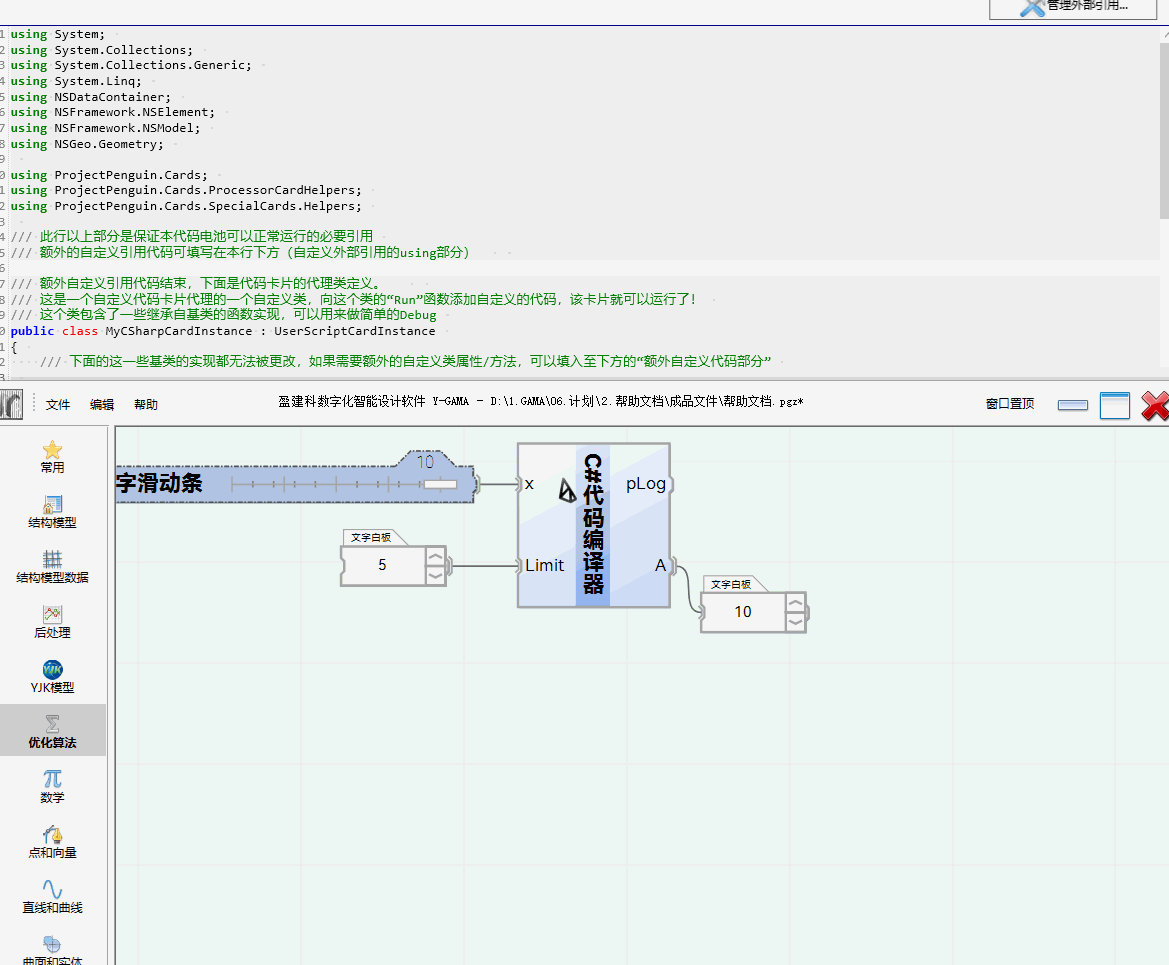 管理外部引用...
1 using System;
2 using System.Collections;
3 using System.Collections.Generic;
4 using System.Linq;
5 using NSDataContainer;
6 using NSFramework.NSElement;
7 using NSFramework.NSModel;
8 using NSGeo.Geometry;
9
0 using ProjectPenguin.Cards;
1 using ProjectPenguin.Cards.ProcessorCardHelpers;
2 using ProjectPenguin.Cards.SpecialCards.Helpers;
3
4 /// 此行以上部分是保证本代码电池可以正常运行的必要引用
5 /// 额外的自定义引用代码可填写在本行下方（自定义外部引用的using部分）
6
7 /// 额外自定义引用代码结束，下面是代码卡片的代理类定义。
8 /// 这是一个自定义代码卡片代理的一个自定义类，向这个类的“Run”函数添加自定义的代码，该卡片就可以运行了！
9 /// 这个类包含了一些继承自基类的函数实现，可以用来做简单的Debug
0 public class MyCSharpCardInstance : UserScriptCardInstance
1 {
2 /// 下面的这一些基类的实现都无法被更改，如果需要额外的自定义类属性/方法，可以填入至下方的“额外自定义代码部分”
3
文件 编辑 帮助 盈建科数字化智能设计软件 Y-GAMA - D:\1.GAMA\06.计划\2.帮助文档\成品文件\帮助文档.pgz* 窗口置顶
常用
结构模型
结构模型数据
后处理
YJK
YJK模型
优化算法
数学
点和向量
直线和曲线
曲面和实体
字滑动条
10
文字白板
5
x
Limit
C#代码编译器
pLog
A
文字白板
10